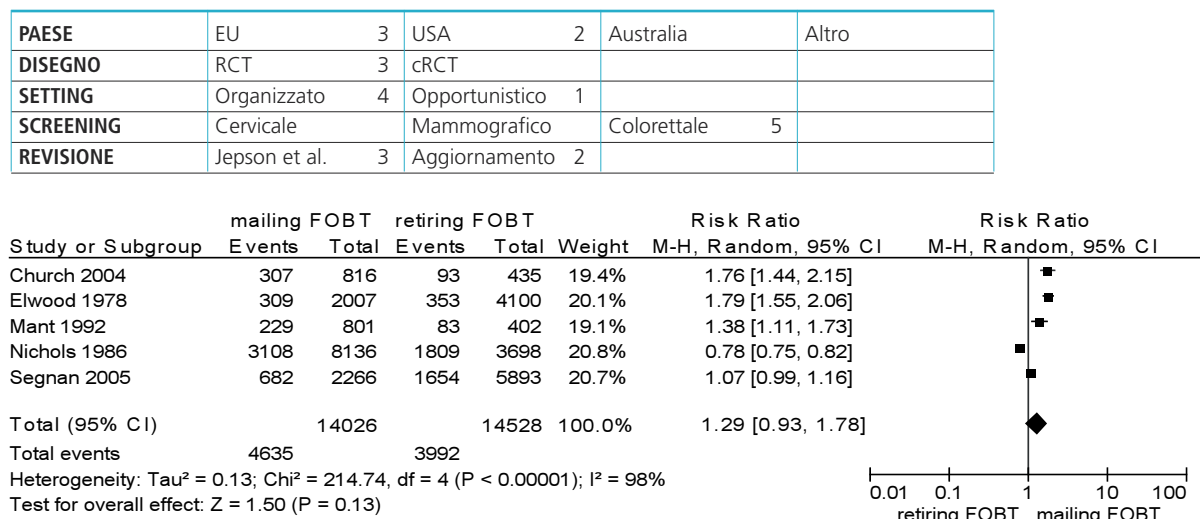 PAESE EU 3 USA 2 Australia Altro
DISEGNO RCT 3 cRCT
SETTING Organizzato 4 Opportunistico 1
SCREENING Cervicale Mammografico Colorettale 5
REVISIONE Jepson et al. 3 Aggiornamento 2
mailing FOBT retiring FOBT Risk Ratio Risk Ratio
Study or Subgroup Events Total Events Total Weight M-H, Random, 95% CI M-H, Random, 95% CI
Church 2004 307 816 93 435 19.4% 1.76 [1.44, 2.15]
Elwood 1978 309 2007 353 4100 20.1% 1.79 [1.55, 2.06]
Mant 1992 229 801 83 402 19.1% 1.38 [1.11, 1.73]
Nichols 1986 3108 8136 1809 3698 20.8% 0.78 [0.75, 0.82]
Segnan 2005 682 2266 1654 5893 20.7% 1.07 [0.99, 1.16]
Total (95% CI) 14026 14528 100.0% 1.29 [0.93, 1.78]
Total events 4635 3992
Heterogeneity: Tau² = 0.13; Chi² = 214.74, df = 4 (P < 0.00001); I² = 98%
Test for overall effect: Z = 1.50 (P = 0.13)
0.01 0.1 1 10 100
retiring FOBT mailing FOBT